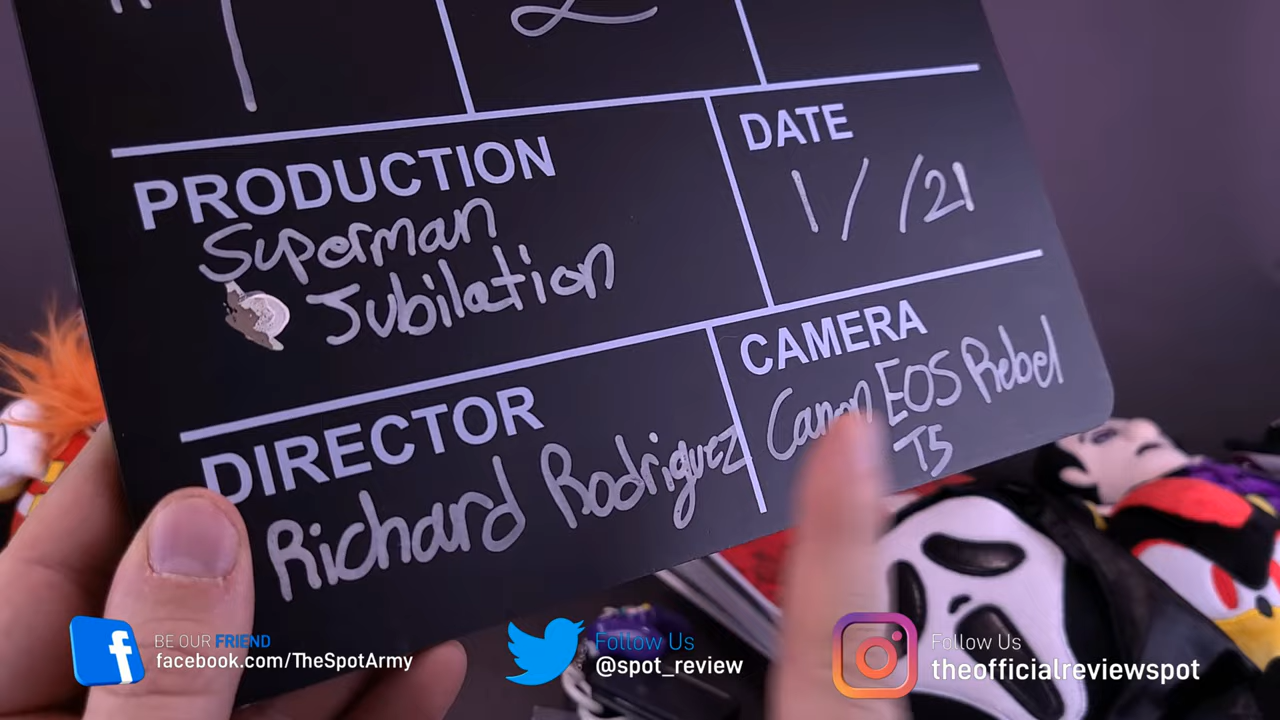 PRODUCTION
Superman
Jubilation
DATE
1/ /21
DIRECTOR
Richard Rodriguez
CAMERA
Canon EOS Rebel
T5
BE OUR FRIEND
facebook.com/TheSpotArmy
Follow Us
@spot_review
Follow Us
theofficialreviewspot